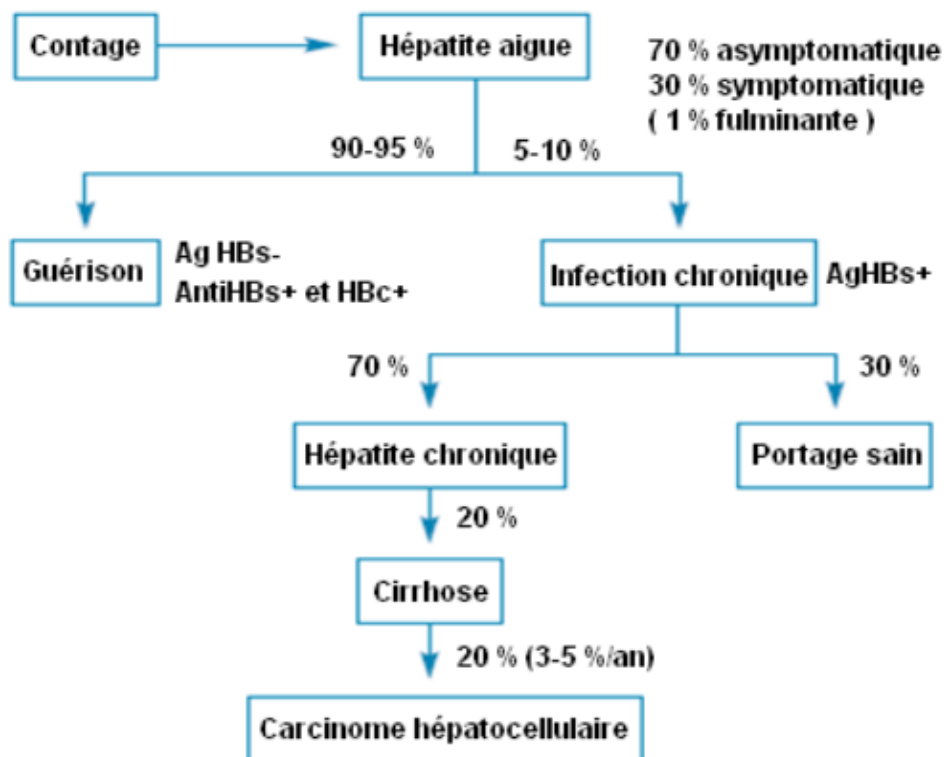 Contage
Hépatite aigue
70 % asymptomatique
30 % symptomatique
( 1 % fulminante )
90-95 %
5-10 %
Guérison
Ag HBs-
AntiHBs+ et HBc+
Infection chronique
AgHBs+
70 %
30 %
Hépatite chronique
Portage sain
20 %
Cirrhose
20 % (3-5 %/an)
Carcinome hépatocellulaire